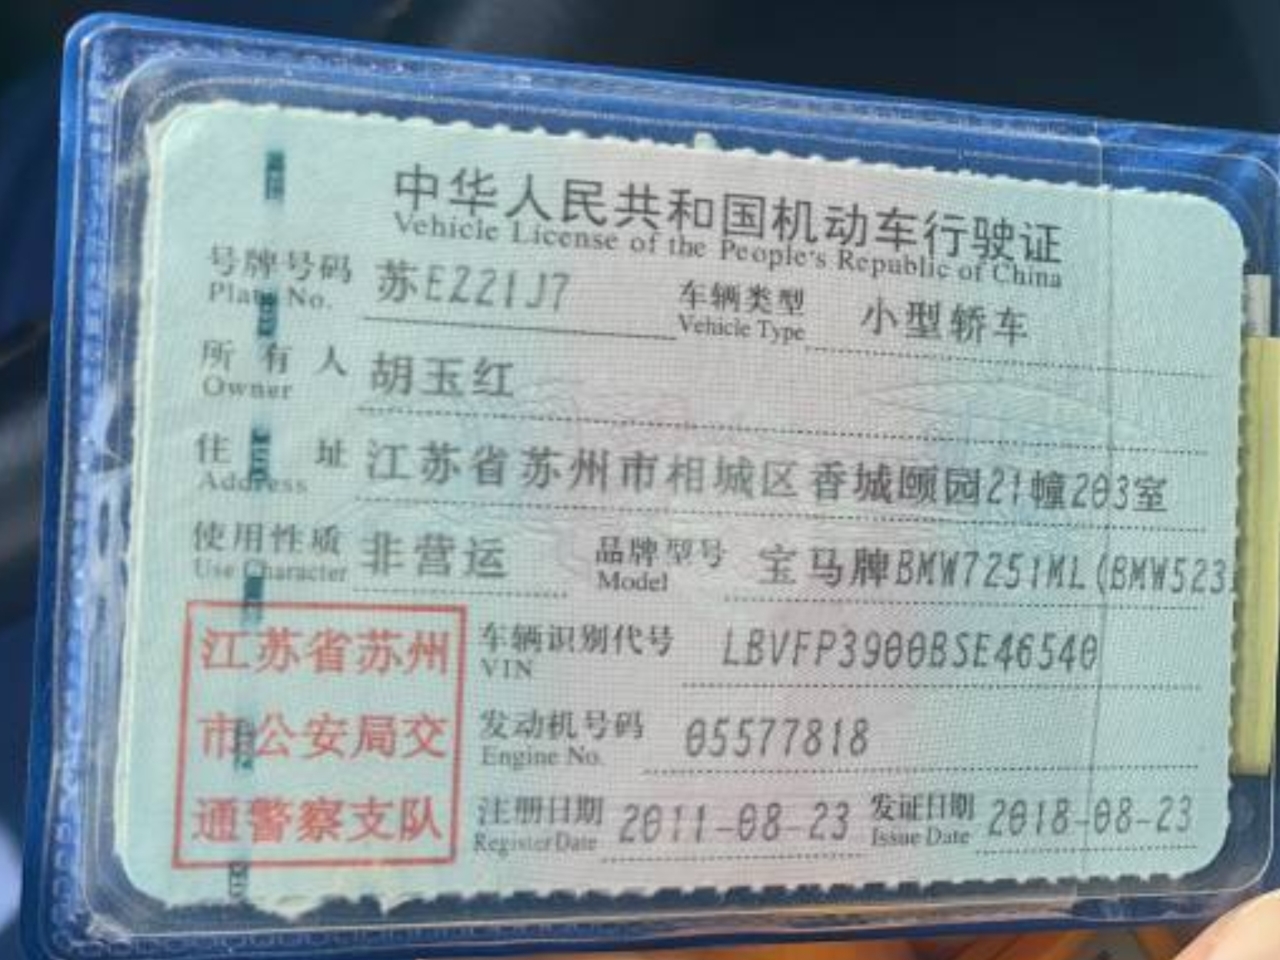 中华人民共和国机动车行驶证
Vehicle License of the People's Republic of China
号牌号码 苏EZ21J7 车辆类型 小型轿车
Plate No. Vehicle Type
所有人 胡玉红
Owner
住址 江苏省苏州市相城区香城颐园21幢203室
Address
使用性质 非营运 品牌型号 宝马牌BMW7251ML(BMW523
Use Character Model
江苏省苏州
市公安局交
通警察支队
车辆识别代号 LBVFP3900BSE46540
VIN
发动机号码 05577818
Engine No.
注册日期 2011-08-23 发证日期 2018-08-23
Register Date Issue Date